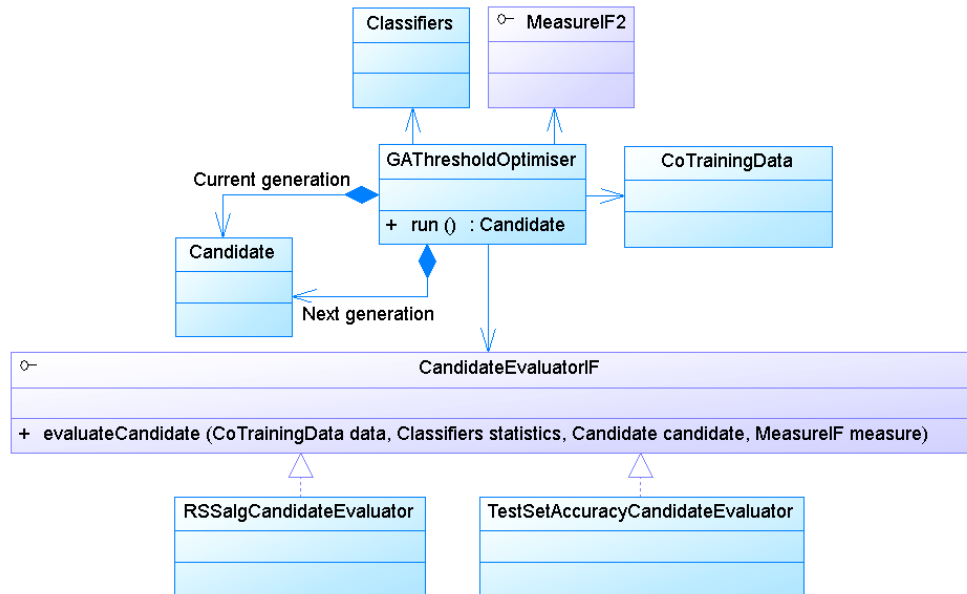 Classifiers
MeasureIF2
GAThresholdOptimiser
+ run () : Candidate
CoTrainingData
Current generation
Candidate
Next generation
CandidateEvaluatorIF
+ evaluateCandidate (CoTrainingData data, Classifiers statistics, Candidate candidate, MeasureIF measure)
RSSalgCandidateEvaluator
TestSetAccuracyCandidateEvaluator